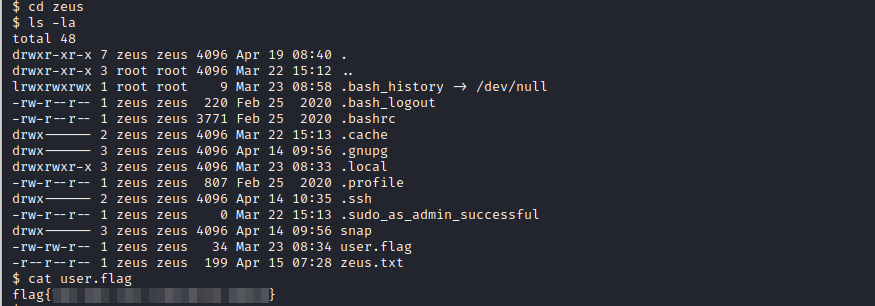 $ cd zeus
$ ls -la
total 48
drwxr-xr-x 7 zeus zeus 4096 Apr 19 08:40 .
drwxr-xr-x 3 root root 4096 Mar 22 15:12 ..
lrwxrwxrwx 1 root root    9 Mar 23 08:58 .bash_history → /dev/null
-rw-r--r-- 1 zeus zeus  220 Feb 25  2020 .bash_logout
-rw-r--r-- 1 zeus zeus 3771 Feb 25  2020 .bashrc
drwx------ 2 zeus zeus 4096 Mar 22 15:13 .cache
drwx------ 3 zeus zeus 4096 Apr 14 09:56 .gnupg
drwxrwxr-x 3 zeus zeus 4096 Mar 23 08:33 .local
-rw-r--r-- 1 zeus zeus  807 Feb 25  2020 .profile
drwx------ 2 zeus zeus 4096 Apr 14 10:35 .ssh
-rw-r--r-- 1 zeus zeus    0 Mar 22 15:13 .sudo_as_admin_successful
drwx------ 3 zeus zeus 4096 Apr 14 09:56 snap
-rw-rw-r-- 1 zeus zeus   34 Mar 23 08:34 user.flag
-r--r--r-- 1 zeus zeus  199 Apr 15 07:28 zeus.txt
$ cat user.flag
flag{ }